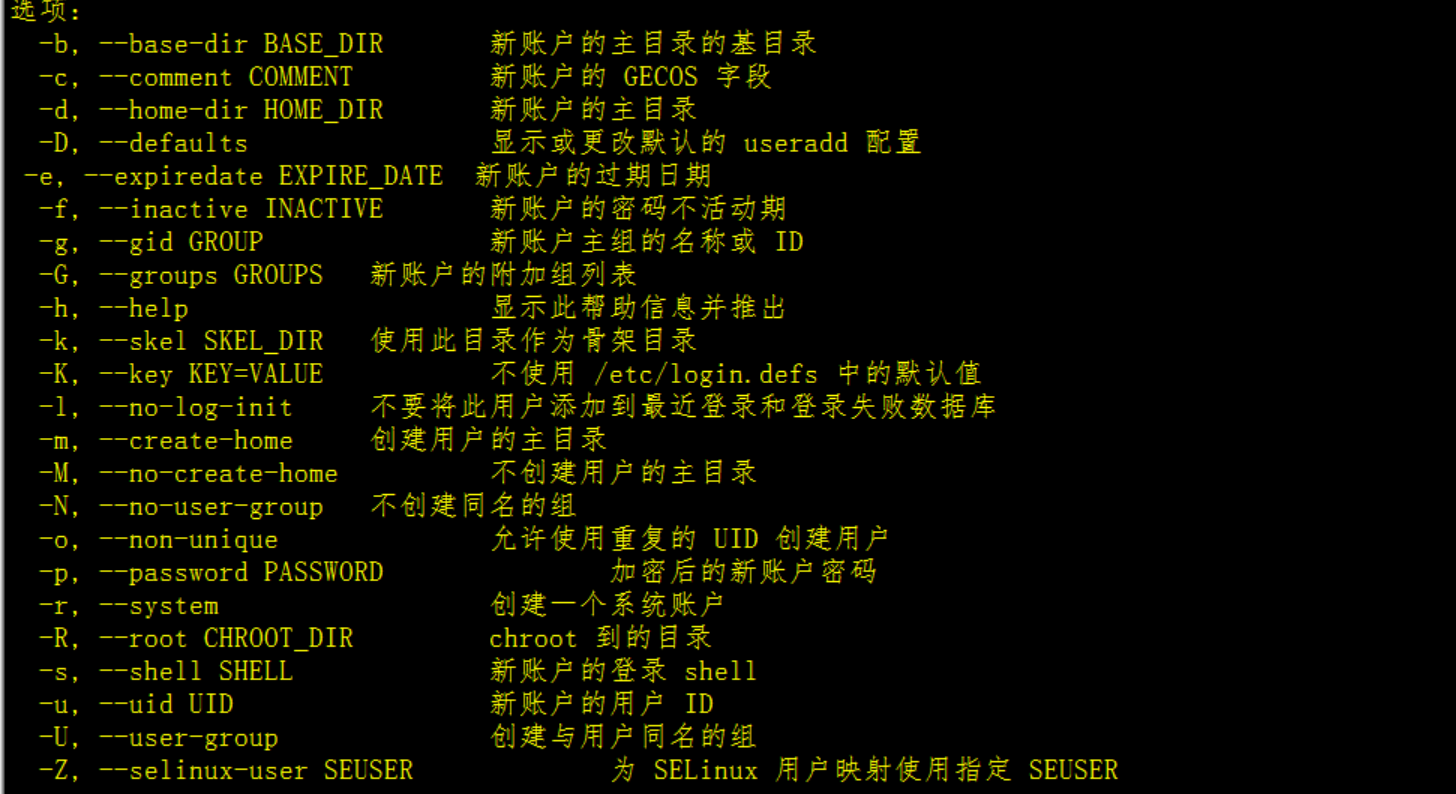 选项：
-b, --base-dir BASE_DIR 新账户的主目录的基目录
-c, --comment COMMENT 新账户的 GECOS 字段
-d, --home-dir HOME_DIR 新账户的主目录
-D, --defaults 显示或更改默认的 useradd 配置
-e, --expiredate EXPIRE_DATE 新账户的过期日期
-f, --inactive INACTIVE 新账户的密码不活动期
-g, --gid GROUP 新账户主组的名称或 ID
-G, --groups GROUPS 新账户的附加组列表
-h, --help 显示此帮助信息并推出
-k, --skel SKEL_DIR 使用此目录作为骨架目录
-K, --key KEY=VALUE 不使用 /etc/login.defs 中的默认值
-l, --no-log-init 不要将此用户添加到最近登录和登录失败数据库
-m, --create-home 创建用户的主目录
-M, --no-create-home 不创建用户的主目录
-N, --no-user-group 不创建同名的组
-o, --non-unique 允许使用重复的 UID 创建用户
-p, --password PASSWORD 加密后的新账户密码
-r, --system 创建一个系统账户
-R, --root CHROOT_DIR chroot 到的目录
-s, --shell SHELL 新账户的登录 shell
-u, --uid UID 新账户的用户 ID
-U, --user-group 创建与用户同名的组
-Z, --selinux-user SEUSER 为 SELinux 用户映射使用指定 SEUSER